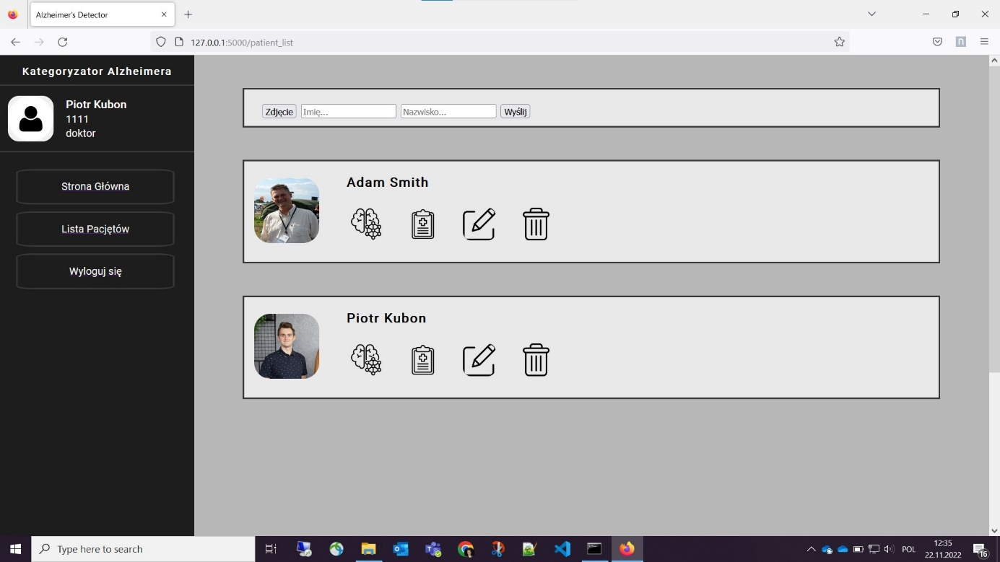 Alzheimer's Detector
127.0.0.1:5000/patient_list
Kategoryzator Alzheimera
Piotr Kubon
1111
doktor
Strona Główna
Lista Pacjętów
Wyloguj się
Zdjęcie Imię... Nazwisko... Wyślij
Adam Smith
Piotr Kubon
Type here to search
POL
12:35
22.11.2022
16